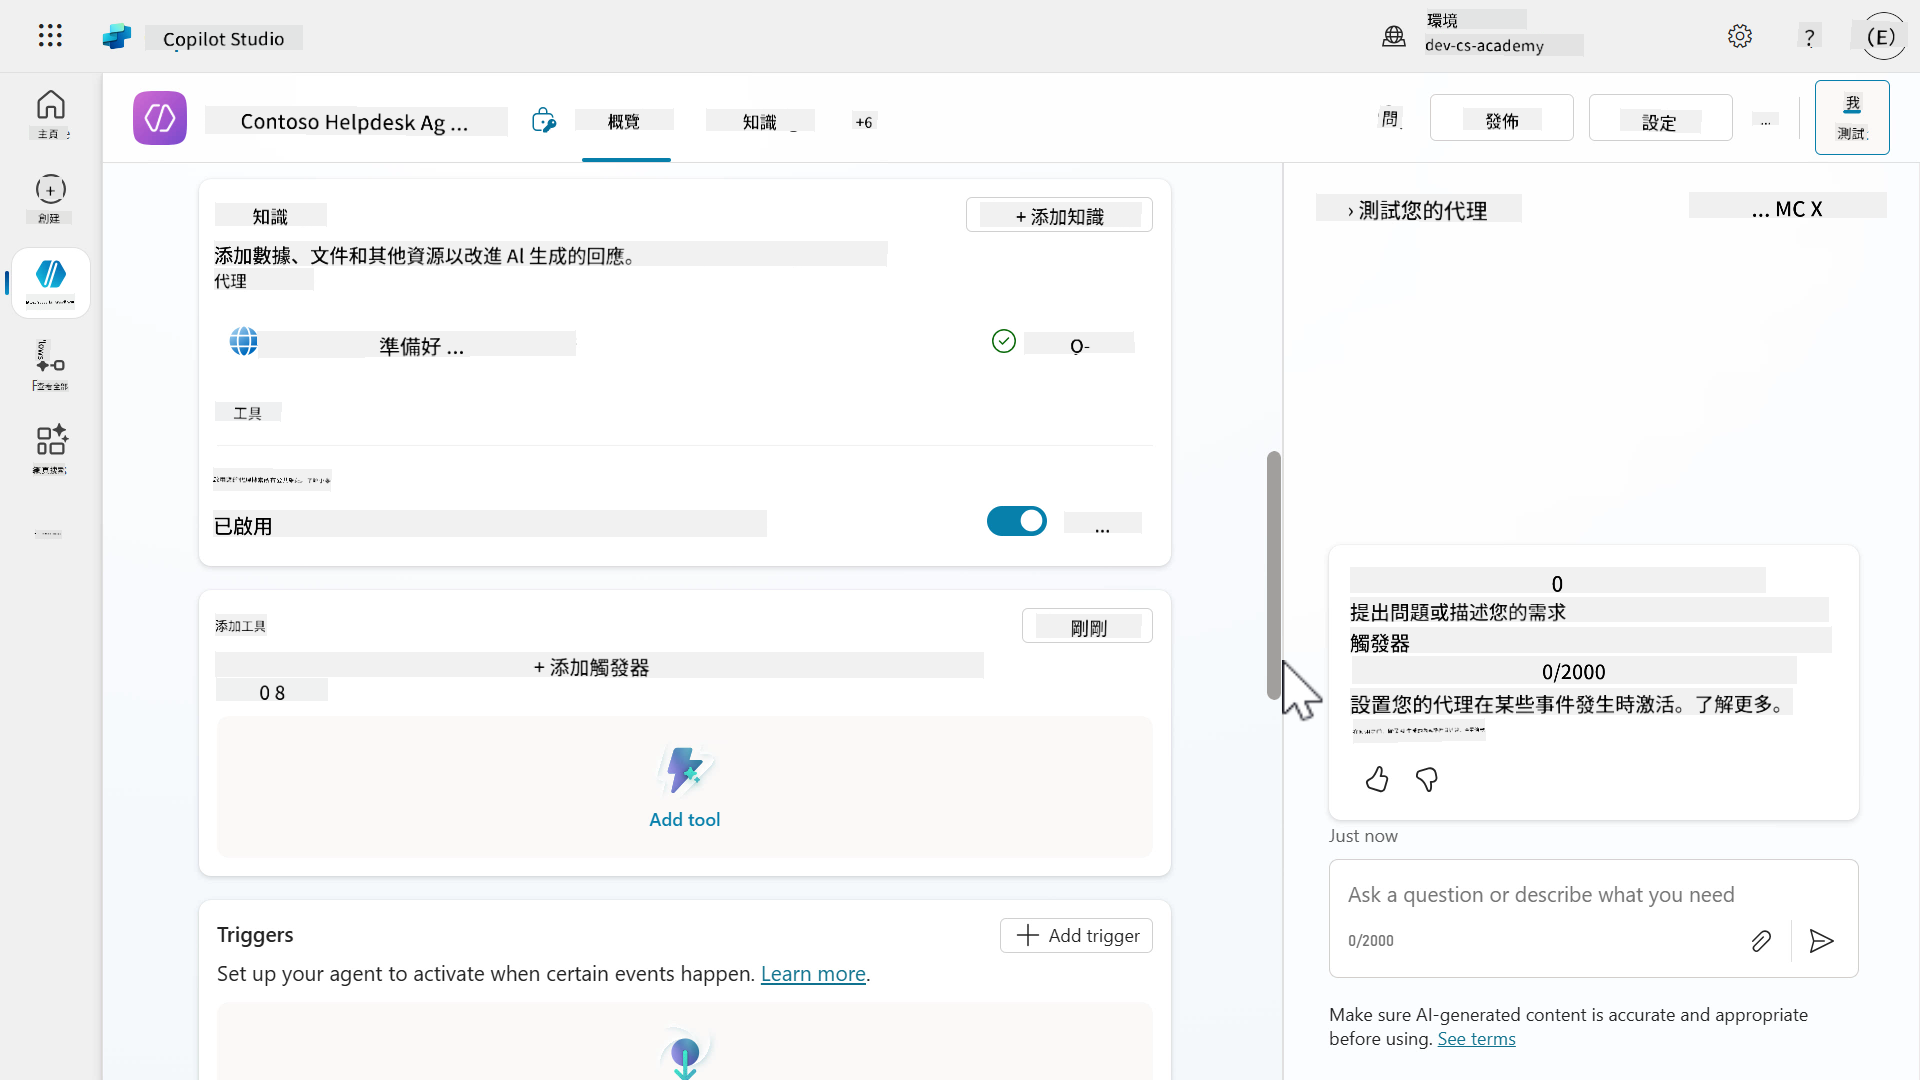 Copilot Studio
環境
dev-cs-academy
?
(E)
主頁
創建
查看全部
網頁搜索
Contoso Helpdesk Ag ...
概覽
知識
+6
問
發佈
設定
...
我
測試
知識
+ 添加知識
添加數據、文件和其他資源以改進 AI 生成的回應。
代理
準備好 ...
Q-
工具
已啟用
...
添加工具
剛剛
+ 添加觸發器
0 8
Add tool
Triggers
Add trigger
Set up your agent to activate when certain events happen. Learn more.
› 測試您的代理
... MC X
0
提出問題或描述您的需求
觸發器
0/2000
設置您的代理在某些事件發生時激活。了解更多。
Just now
Ask a question or describe what you need
0/2000
Make sure AI-generated content is accurate and appropriate
before using. See terms